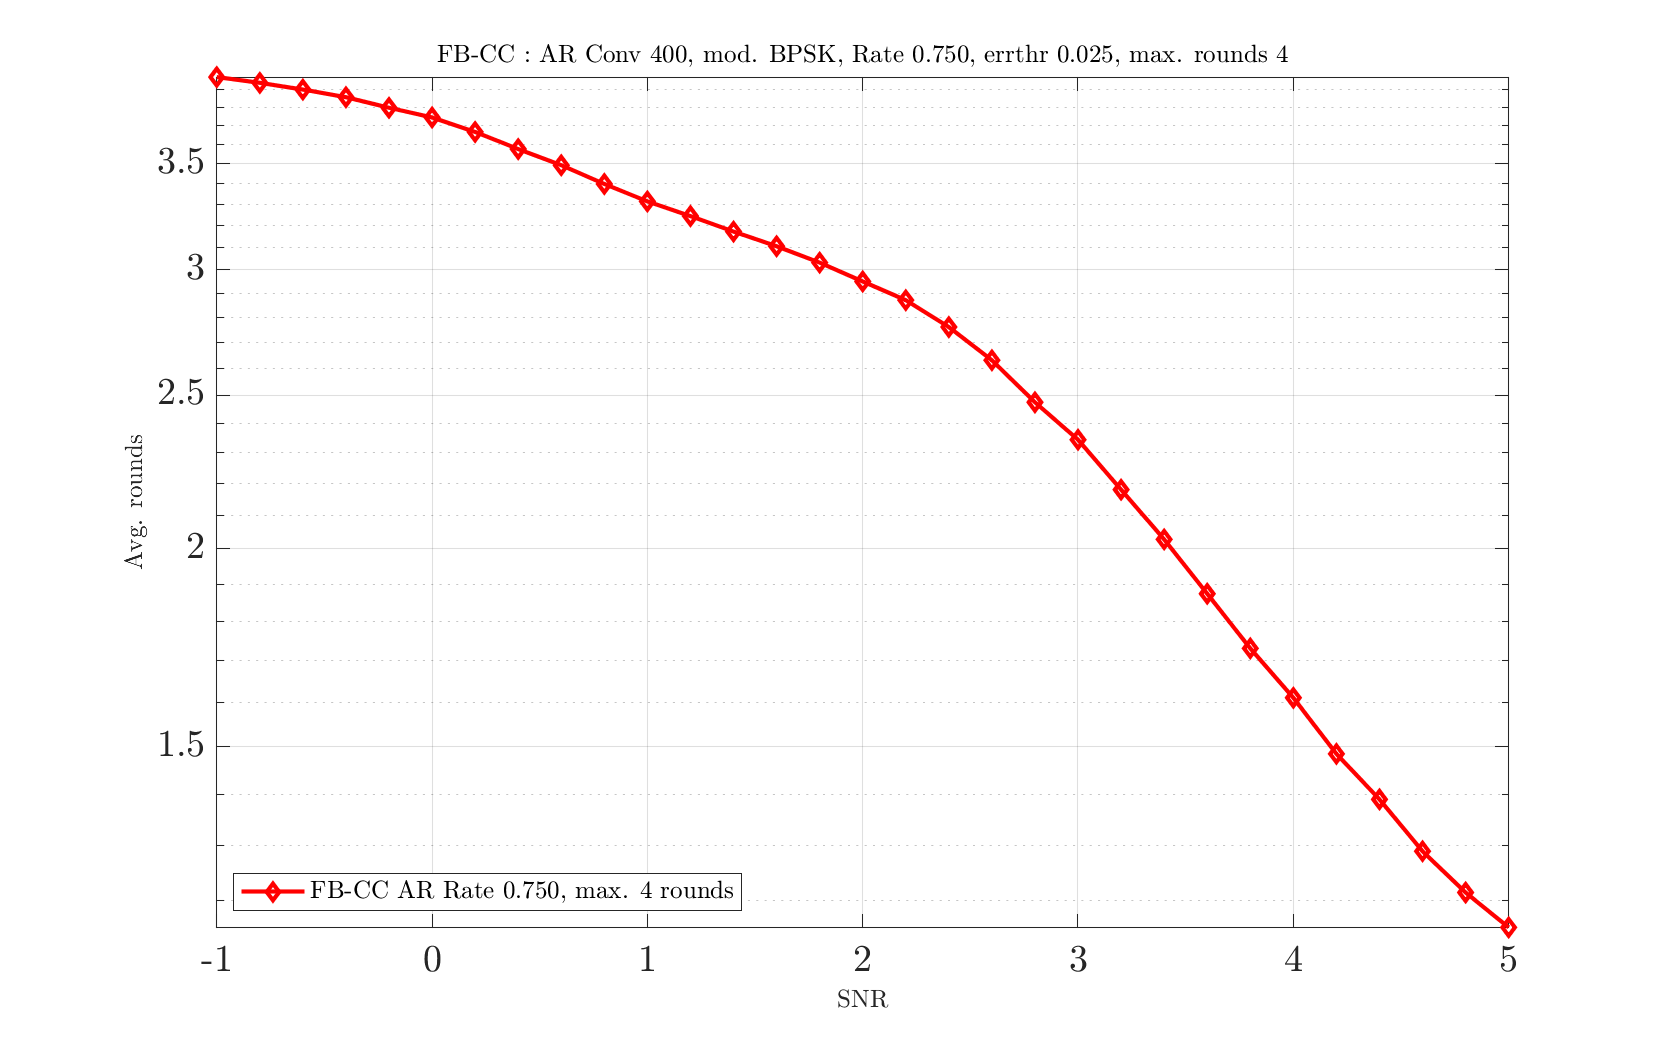 FB-CC : AR Conv 400, mod. BPSK, Rate 0.750, errthr 0.025, max. rounds 4
3.5
3
2.5
2
1.5
Avg. rounds
FB-CC AR Rate 0.750, max. 4 rounds
-1 0 1 2 3 4 5
SNR